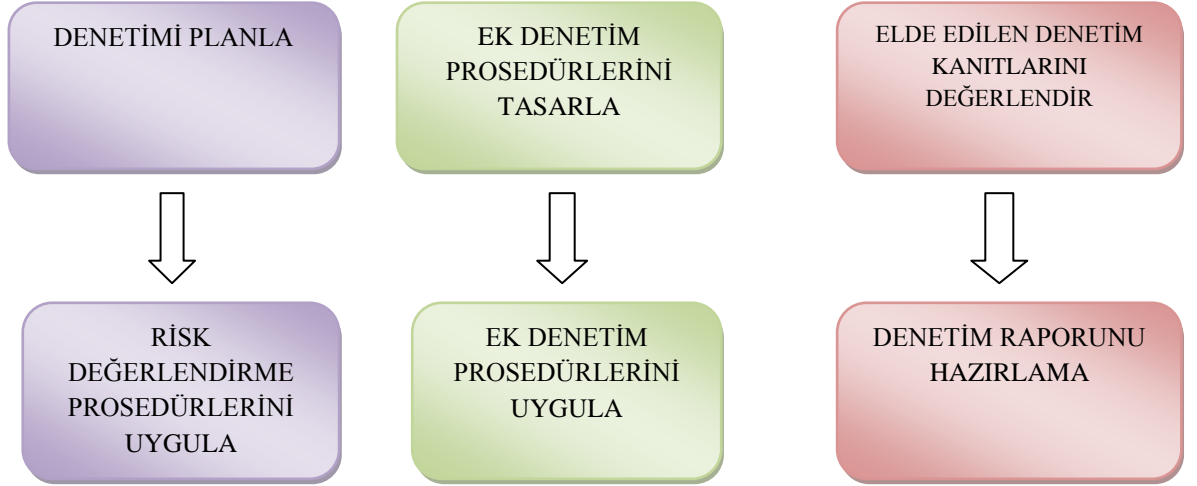 DENETİMİ PLANLA
EK DENETİM
PROSEDÜRLERİNİ
TASARLA
ELDE EDİLEN DENETİM
KANITLARINI
DEĞERLENDİR
RİSK
DEĞERLENDİRME
PROSEDÜRLERİNİ
UYGULA
EK DENETİM
PROSEDÜRLERİNİ
UYGULA
DENETİM RAPORUNU
HAZIRLAMA